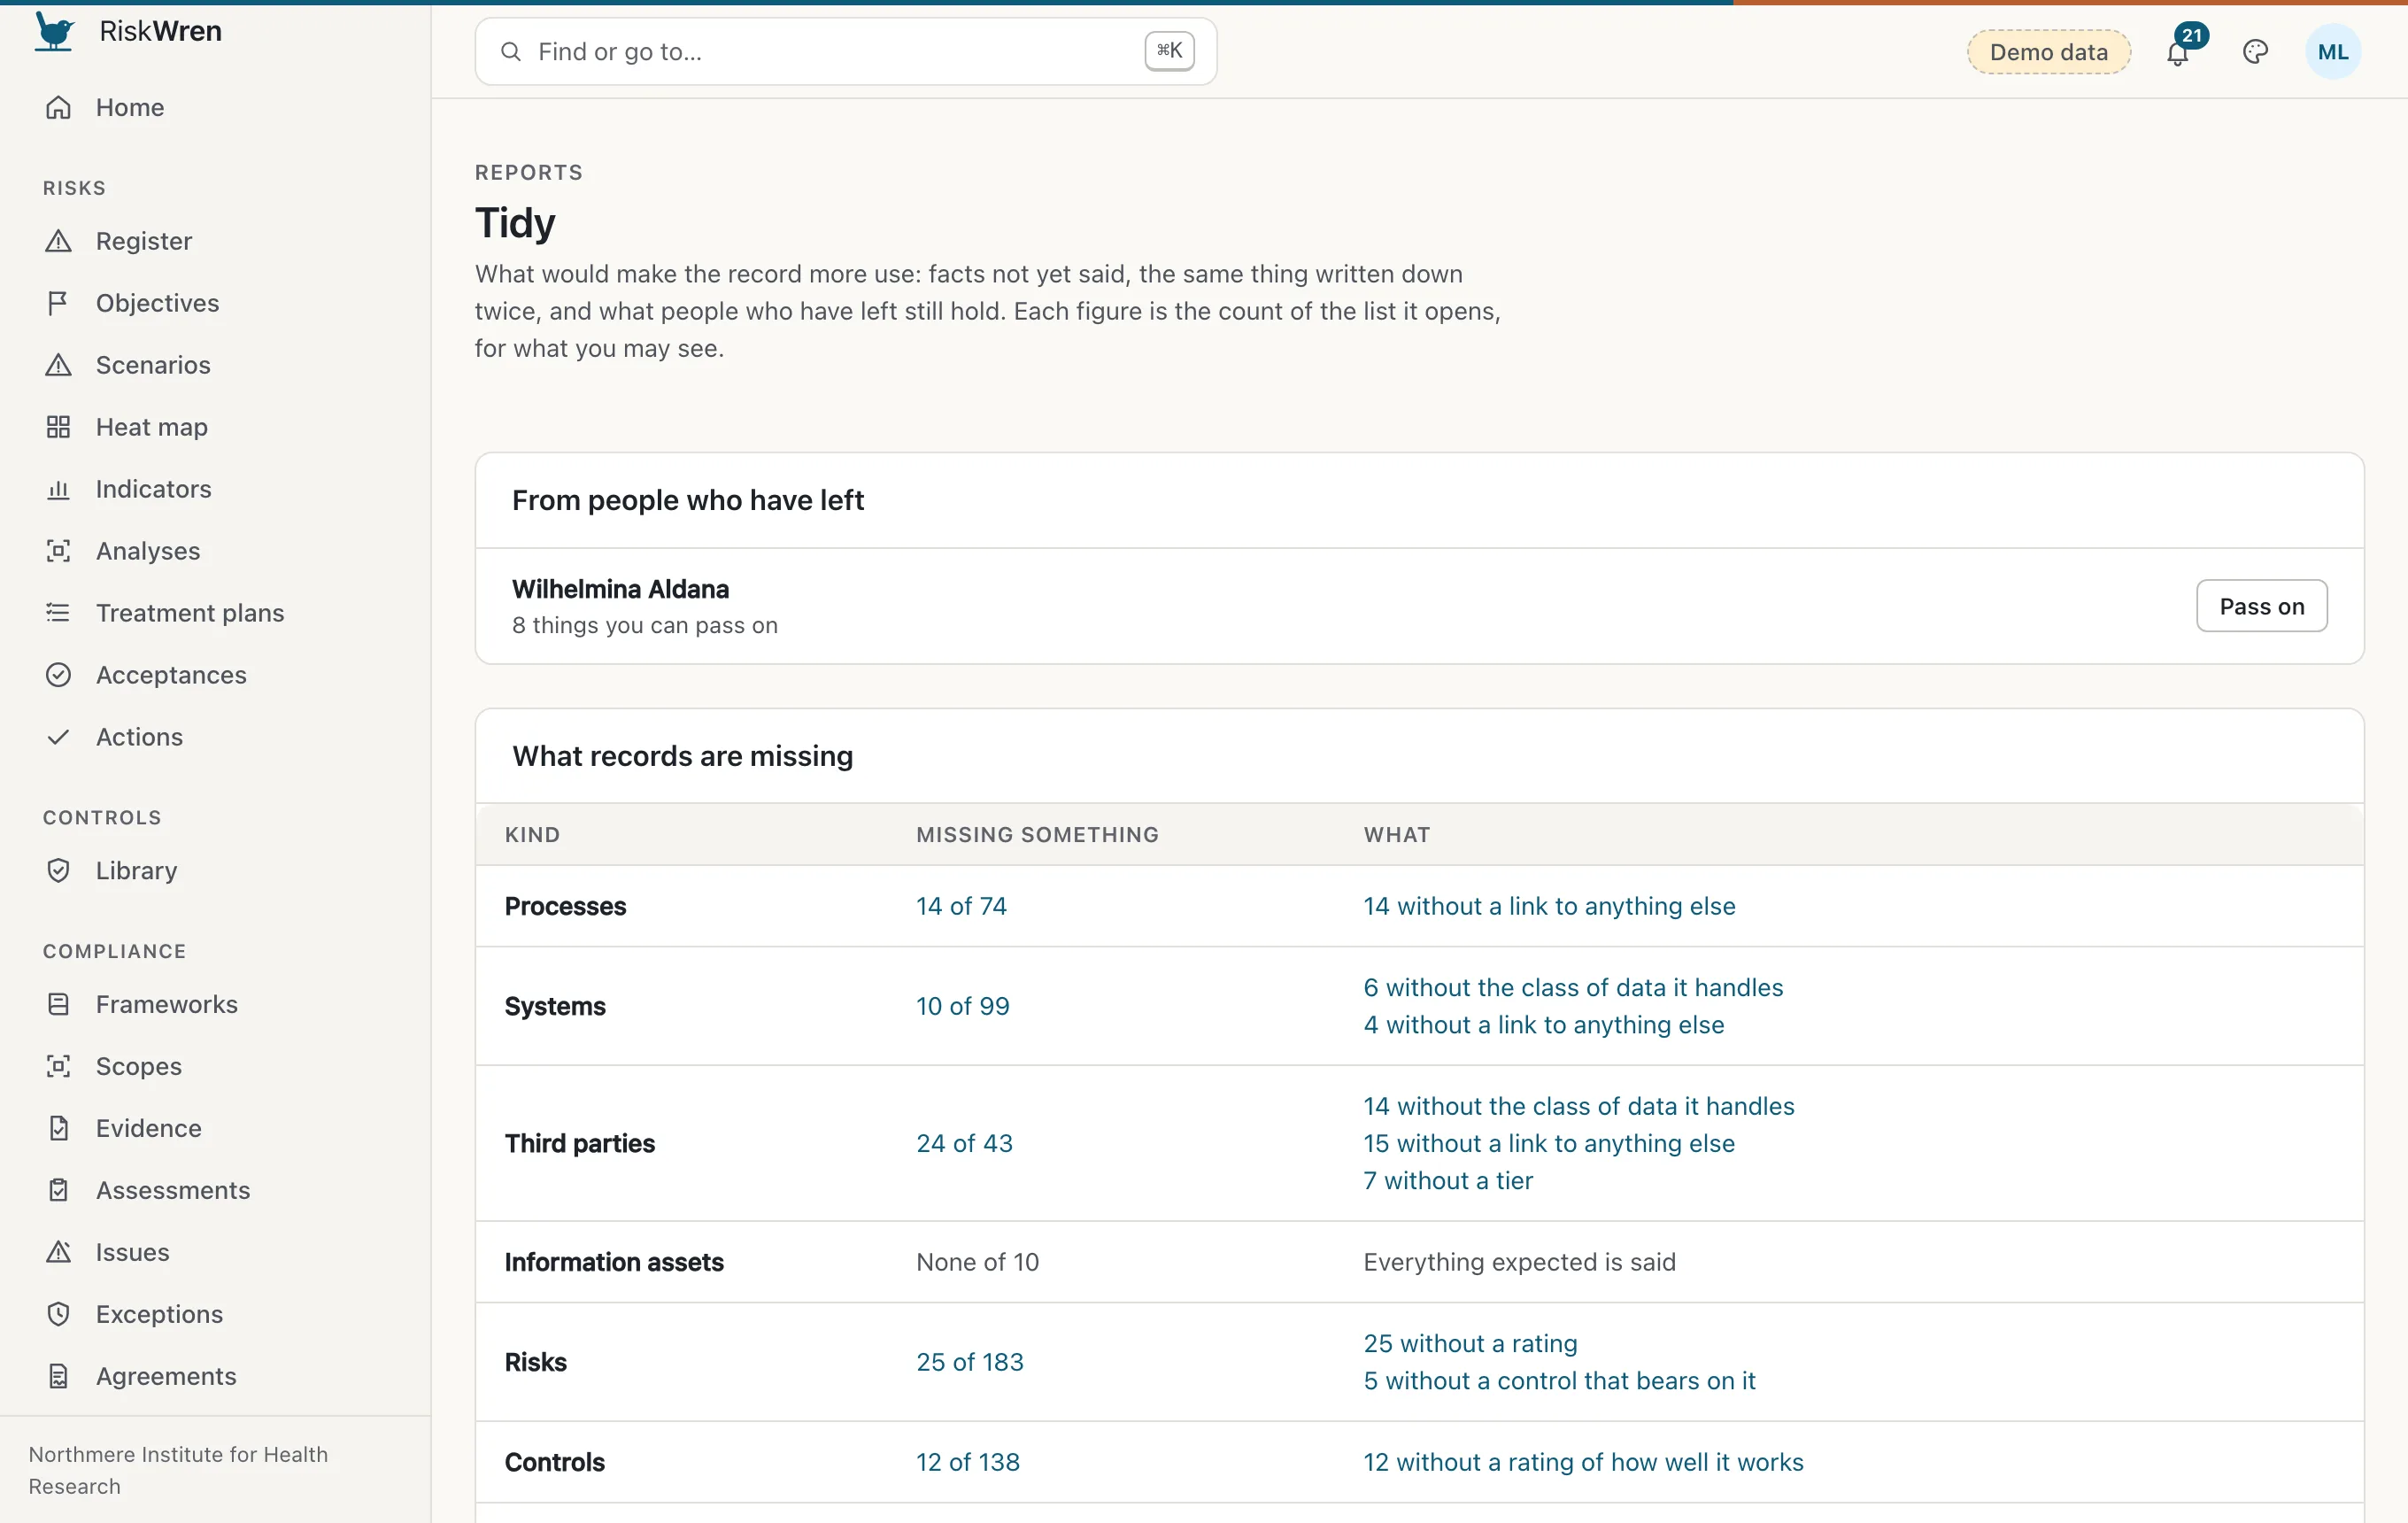 RiskWren
Home
RISKS
Register
Objectives
Scenarios
Heat map
Indicators
Analyses
Treatment plans
Acceptances
Actions
CONTROLS
Library
COMPLIANCE
Frameworks
Scopes
Evidence
Assessments
Issues
Exceptions
Agreements
Northmere Institute for Health
Research
Find or go to...
⌘K
Demo data
21
ML
REPORTS
Tidy
What would make the record more use: facts not yet said, the same thing written down
twice, and what people who have left still hold. Each figure is the count of the list it opens,
for what you may see.
From people who have left
Wilhelmina Aldana
8 things you can pass on
Pass on
What records are missing
KIND MISSING SOMETHING WHAT
Processes 14 of 74 14 without a link to anything else
Systems 10 of 99 6 without the class of data it handles
4 without a link to anything else
Third parties 24 of 43 14 without the class of data it handles
15 without a link to anything else
7 without a tier
Information assets None of 10 Everything expected is said
Risks 25 of 183 25 without a rating
5 without a control that bears on it
Controls 12 of 138 12 without a rating of how well it works